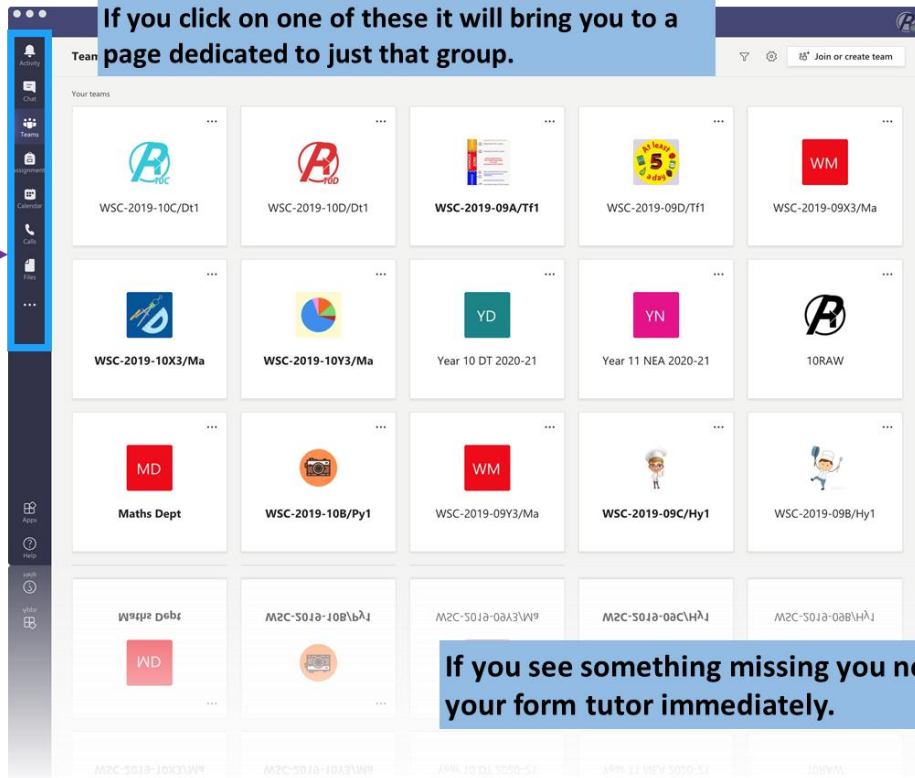 If you click on one of these it will bring you to a
page dedicated to just that group.
Join or create team
Activity
Chat
Teams
Calendar
Calls
Files
Apps
Help
Your teams
WSC-2019-10C/Dt1
WSC-2019-10D/Dt1
WSC-2019-09A/Tf1
At least
5
a day
WSC-2019-09D/Tf1
WM
WSC-2019-09X3/Ma
WSC-2019-10X3/Ma
WSC-2019-10Y3/Ma
YD
Year 10 DT 2020-21
YN
Year 11 NEA 2020-21
10RAW
MD
Maths Dept
WSC-2019-10B/Py1
WM
WSC-2019-09Y3/Ma
WSC-2019-09C/Hy1
WSC-2019-09B/Hy1
If you see something missing you
your form tutor immediately.